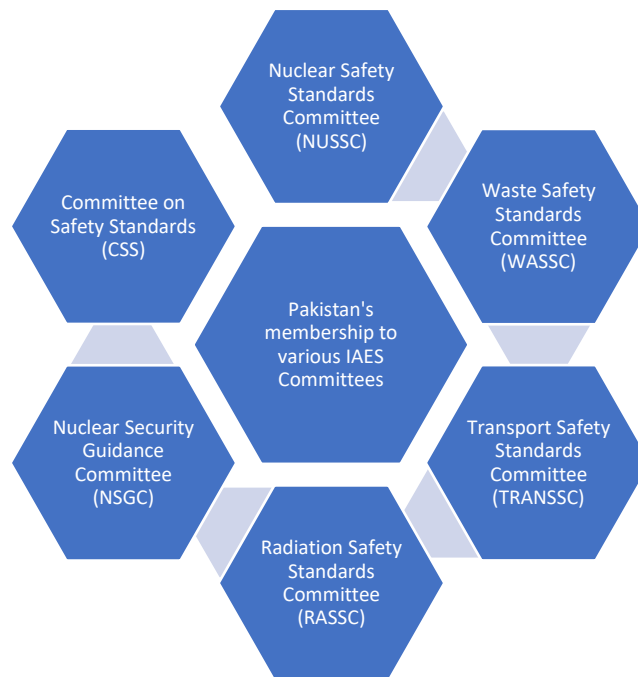 Nuclear Safety
Standards
Committee
(NUSSC)
Committee on
Safety Standards
(CSS)
Waste Safety
Standards
Committee
(WASSC)
Pakistan's
membership to
various IAES
Committees
Nuclear Security
Guidance
Committee
(NSGC)
Transport Safety
Standards
Committee
(TRANSSC)
Radiation Safety
Standards
Committee
(RASSC)